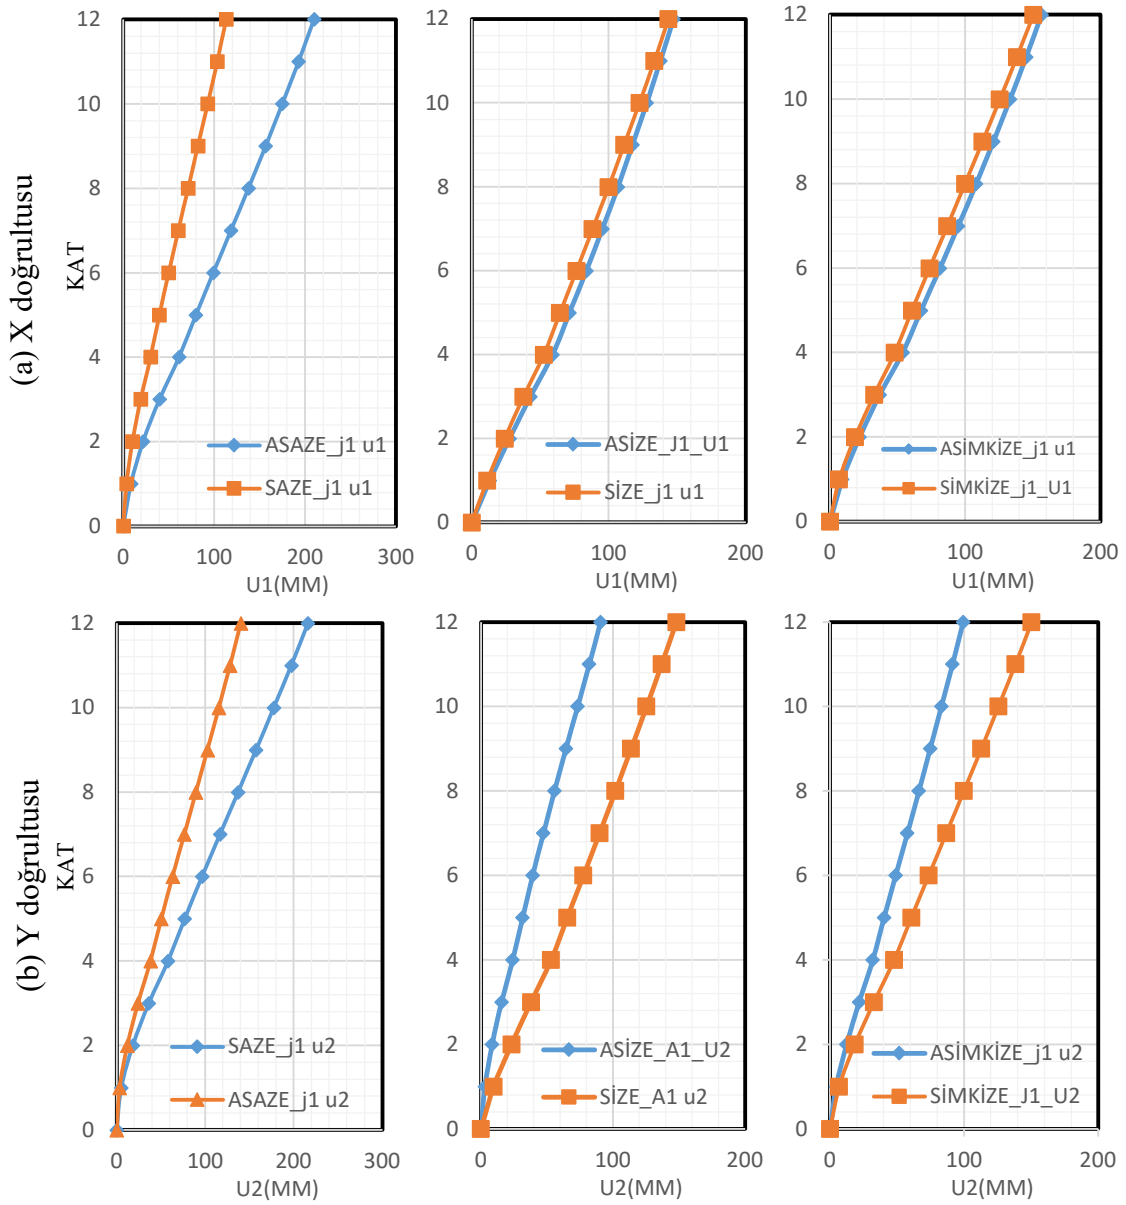 (a) X doğrultusu
KAT
12
10
8
6
4
2
0
0 100 200 300
U1(MM)
ASAZE_j1 u1
SAZE_j1 u1
12
10
8
6
4
2
0
0 100 200
U1(MM)
ASİZE_J1_U1
SİZE_j1 u1
12
10
8
6
4
2
0
0 100 200
U1(MM)
ASİMKİZE_j1 u1
SİMKİZE_j1_U1
(b) Y doğrultusu
KAT
12
10
8
6
4
2
0
0 100 200 300
U2(MM)
SAZE_j1 u2
ASAZE_j1 u2
12
10
8
6
4
2
0
0 100 200
U2(MM)
ASİZE_A1_U2
SİZE_A1 u2
12
10
8
6
4
2
0
0 100 200
U2(MM)
ASİMKİZE_j1 u2
SİMKİZE_J1_U2